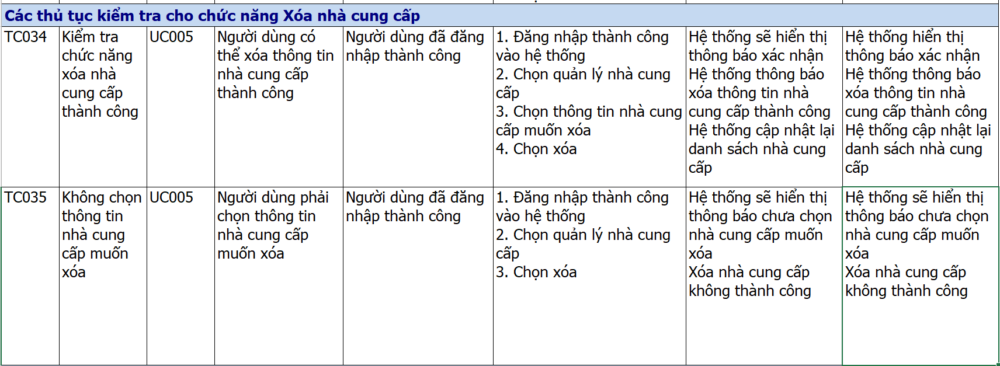 Các thủ tục kiểm tra cho chức năng Xóa nhà cung cấp
TC034
Kiểm tra
chức năng
xóa nhà
cung cấp
thành công
UC005
Người dùng có
thể xóa thông tin
nhà cung cấp
thành công
Người dùng đã đăng
nhập thành công
1. Đăng nhập thành công
vào hệ thống
2. Chọn quản lý nhà cung
cấp
3. Chọn thông tin nhà cung
cấp muốn xóa
4. Chọn xóa
Hệ thống sẽ hiển thị
thông báo xác nhận
Hệ thống thông báo
xóa thông tin nhà
cung cấp thành công
Hệ thống cập nhật lại
danh sách nhà cung
cấp
Hệ thống hiển thị
thông báo xác nhận
Hệ thống thông báo
xóa thông tin nhà
cung cấp thành công
Hệ thống cập nhật lại
danh sách nhà cung
cấp
TC035
Không chọn
thông tin
nhà cung
cấp muốn
xóa
UC005
Người dùng phải
chọn thông tin
nhà cung cấp
muốn xóa
Người dùng đã đăng
nhập thành công
1. Đăng nhập thành công
vào hệ thống
2. Chọn quản lý nhà cung
cấp
3. Chọn xóa
Hệ thống sẽ hiển thị
thông báo chưa chọn
nhà cung cấp muốn
xóa
Xóa nhà cung cấp
không thành công
Hệ thống sẽ hiển thị
thông báo chưa chọn
nhà cung cấp muốn
xóa
Xóa nhà cung cấp
không thành công